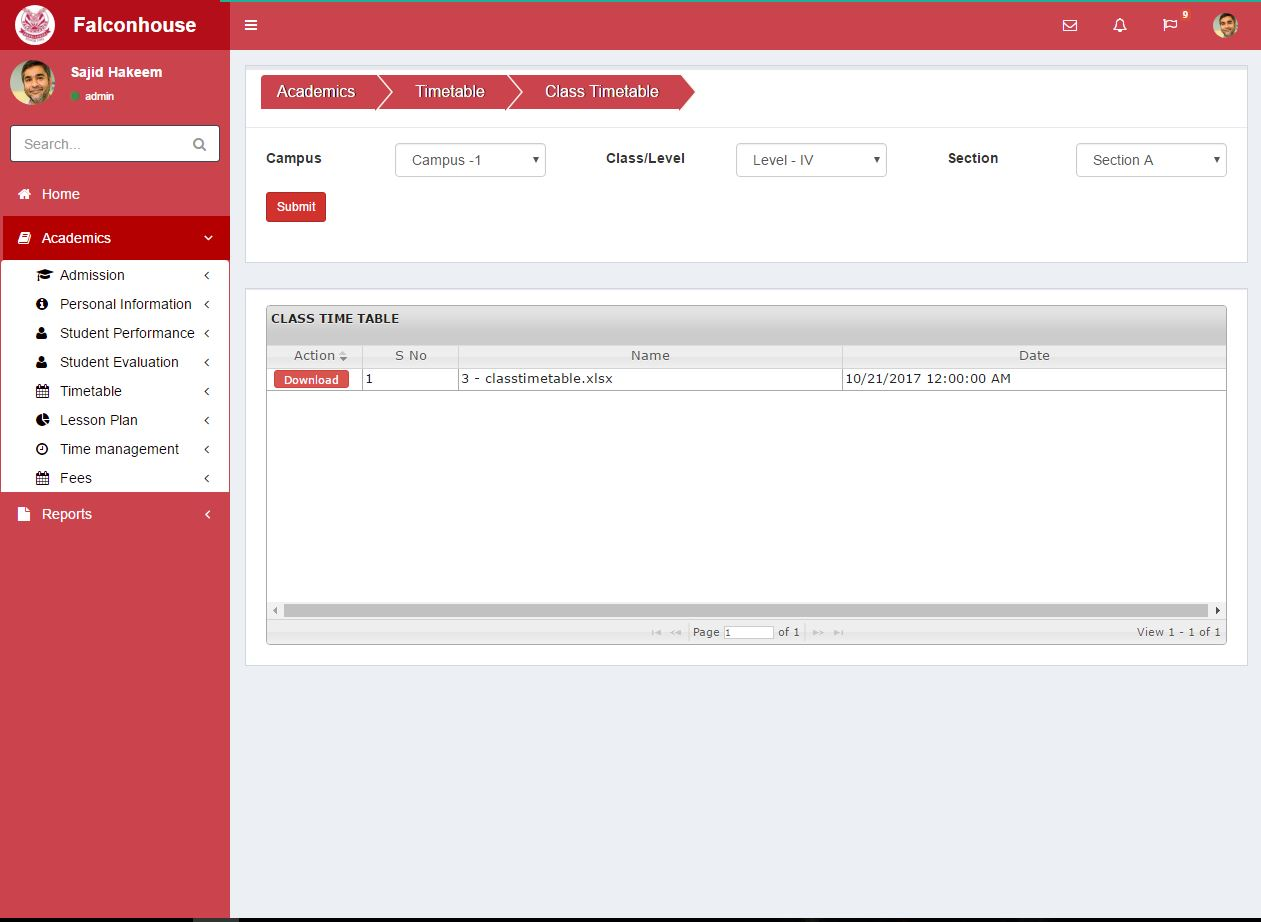 Falconhouse
9
Sajid Hakeem
admin
Search...
Home
Academics
Admission
Personal Information
Student Performance
Student Evaluation
Timetable
Lesson Plan
Time management
Fees
Reports
Academics Timetable Class Timetable
Campus Campus -1 Class/Level Level - IV Section Section A
Submit
CLASS TIME TABLE
Action S No Name Date
Download 1 3 - classtimetable.xlsx 10/21/2017 12:00:00 AM
Page 1 of 1 View 1 - 1 of 1